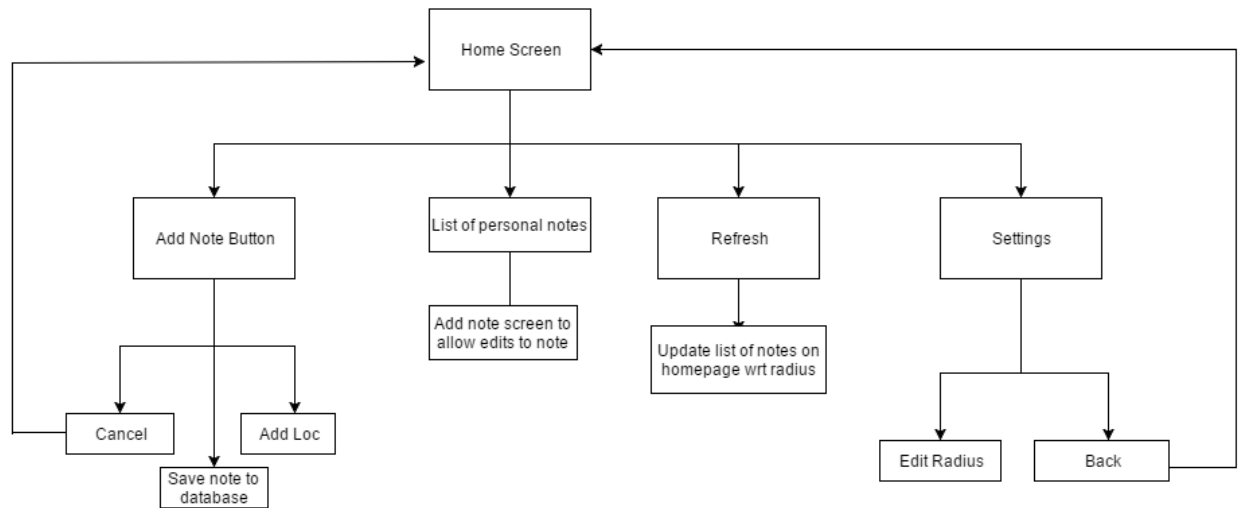 Home Screen
Add Note Button
List of personal notes
Refresh
Settings
Add note screen to
allow edits to note
Update list of notes on
homepage wrt radius
Cancel
Add Loc
Save note to
database
Edit Radius
Back